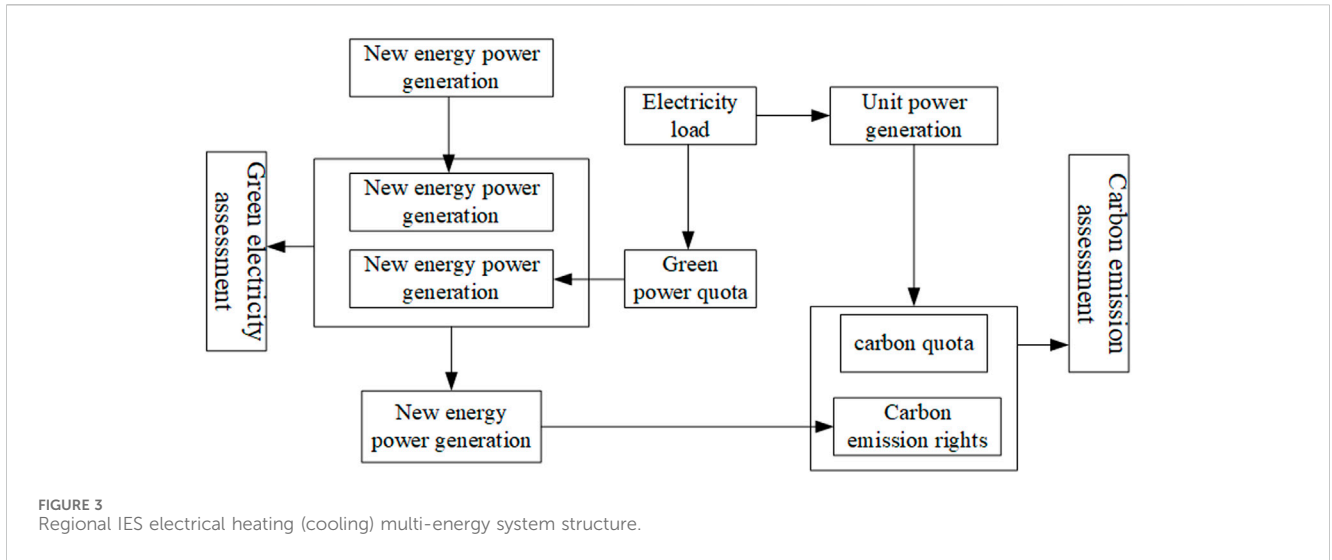 New energy power
generation
Electricity
load
Unit power
generation
Green electricity
assessment
New energy power
generation
New energy power
generation
Green
power quota
Carbon emission
assessment
carbon quota
New energy
power generation
Carbon
emission rights
FIGURE 3
Regional IES electrical heating (cooling) multi-energy system structure.